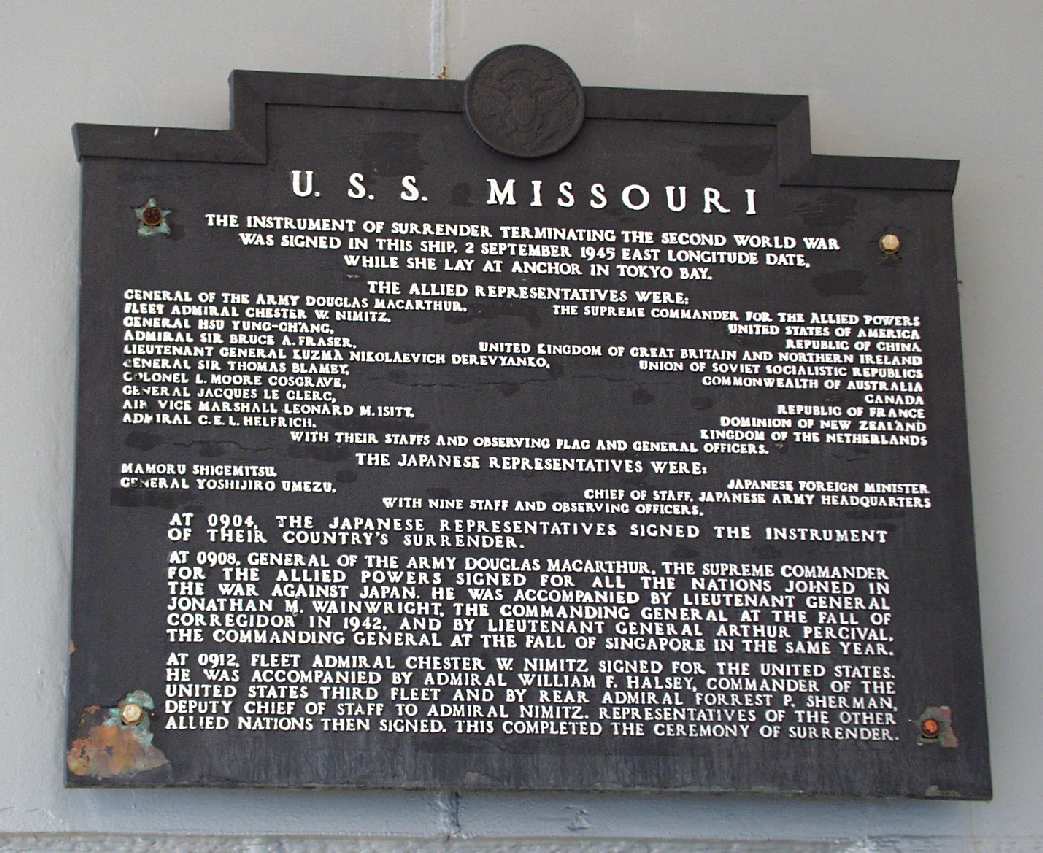 U. S. S. MISSOURI
THE INSTRUMENT OF SURRENDER TERMINATING THE SECOND WORLD WAR
WAS SIGNED IN THIS SHIP, 2 SEPTEMBER 1945 EAST LONGITUDE DATE,
WHILE SHE LAY AT ANCHOR IN TOKYO BAY.
THE ALLIED REPRESENTATIVES WERE:
GENERAL OF THE ARMY DOUGLAS MACARTHUR. THE SUPREME COMMANDER FOR THE ALLIED POWERS
FLEET ADMIRAL CHESTER W. NIMITZ. UNITED STATES OF AMERICA
GENERAL HSU YUNG-CHANG, REPUBLIC OF CHINA
ADMIRAL SIR BRUCE A. FRASER, UNITED KINGDOM OF GREAT BRITAIN AND NORTHERN IRELAND
LIEUTENANT GENERAL KUZMA NIKOLAEVICH DEREVYANKO, UNION OF SOVIET SOCIALISTIC REPUBLICS
GENERAL SIR THOMAS BLAMEY, COMMONWEALTH OF AUSTRALIA
COLONEL L. MOORE COSGRAVE, CANADA
GENERAL JACQUES LE CLERC, REPUBLIC OF FRANCE
AIR VICE MARSHALL LEONARD M. ISITT. DOMINION OF NEW ZEALAND
ADMIRAL C.E.L. HELFRICH. KINGDOM OF THE NETHERLANDS
WITH THEIR STAFFS AND OBSERVING FLAG AND GENERAL OFFICERS.
THE JAPANESE REPRESENTATIVES WERE:
MAMORU SHIGEMITSU. JAPANESE FOREIGN MINISTER
GENERAL YOSHIJIRO UMEZU. CHIEF OF STAFF, JAPANESE ARMY HEADQUARTERS
WITH NINE STAFF AND OBSERVING OFFICERS.
AT 0904, THE JAPANESE REPRESENTATIVES SIGNED THE INSTRUMENT
OF THEIR COUNTRY'S SURRENDER.
AT 0908, GENERAL OF THE ARMY DOUGLAS MACARTHUR, THE SUPREME COMMANDER
FOR THE ALLIED POWERS SIGNED FOR ALL THE NATIONS JOINED IN
THE WAR AGAINST JAPAN. HE WAS ACCOMPANIED BY LIEUTENANT GENERAL
JONATHAN M. WAINWRIGHT, THE COMMANDING GENERAL AT THE FALL OF
CORREGIDOR IN 1942, AND BY LIEUTENANT GENERAL ARTHUR PERCIVAL,
THE COMMANDING GENERAL AT THE FALL OF SINGAPORE IN THE SAME YEAR.
AT 0912, FLEET ADMIRAL CHESTER W. NIMITZ SIGNED FOR THE UNITED STATES.
HE WAS ACCOMPANIED BY ADMIRAL WILLIAM F. HALSEY, COMMANDER OF THE
UNITED STATES THIRD FLEET AND BY REAR ADMIRAL FORREST P. SHERMAN,
DEPUTY CHIEF OF STAFF TO ADMIRAL NIMITZ. REPRESENTATIVES OF THE OTHER
ALLIED NATIONS THEN SIGNED. THIS COMPLETED THE CEREMONY OF SURRENDER.